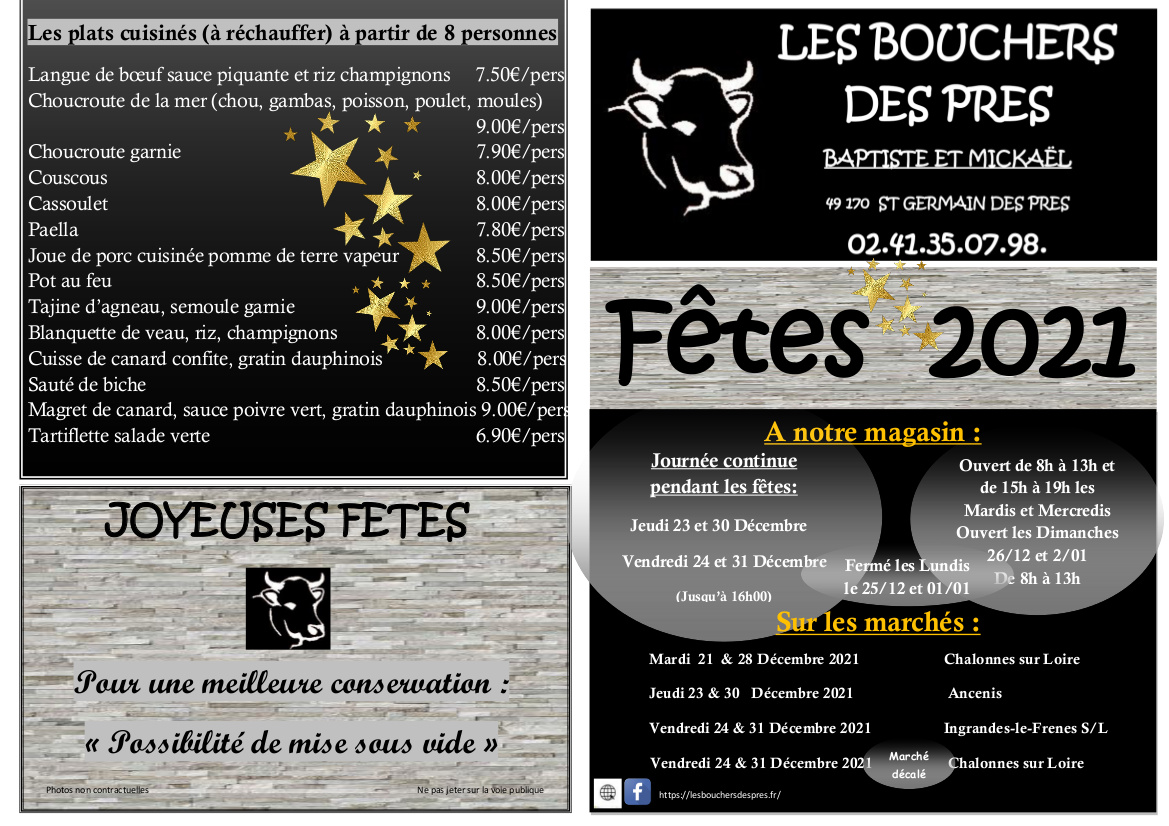 Les plats cuisinés (à réchauffer) à partir de 8 personnes
Langue de bœuf sauce piquante et riz champignons 7.50€/pers
Choucroute de la mer (chou, gambas, poisson, poulet, moules)
9.00€/pers
Choucroute garnie 7.90€/pers
Couscous 8.00€/pers
Cassoulet 8.00€/pers
Paella 7.80€/pers
Joue de porc cuisinée pomme de terre vapeur 8.50€/pers
Pot au feu 8.50€/pers
Tajine d’agneau, semoule garnie 9.00€/pers
Blanquette de veau, riz, champignons 8.00€/pers
Cuisse de canard confite, gratin dauphinois 8.00€/pers
Sauté de biche 8.50€/pers
Magret de canard, sauce poivre vert, gratin dauphinois 9.00€/pers
Tartiflette salade verte 6.90€/pers
JOYEUSES FETES
Pour une meilleure conservation :
« Possibilité de mise sous vide »
Photos non contractuelles Ne pas jeter sur la voie publique
LES BOUCHERS
DES PRES
BAPTISTE ET MICKAËL
49 170 ST GERMAIN DES PRES
02.41.35.07.98.
Fêtes 2021
A notre magasin :
Journée continue
pendant les fêtes:
Jeudi 23 et 30 Décembre
Vendredi 24 et 31 Décembre
(Jusqu’à 16h00)
Fermé les Lundis
le 25/12 et 01/01
Ouvert de 8h à 13h et
de 15h à 19h les
Mardis et Mercredis
Ouvert les Dimanches
26/12 et 2/01
De 8h à 13h
Sur les marchés :
Mardi 21 & 28 Décembre 2021 Chalonnes sur Loire
Jeudi 23 & 30 Décembre 2021 Ancenis
Vendredi 24 & 31 Décembre 2021 Ingrandes-le-Frenes S/L
Vendredi 24 & 31 Décembre 2021 Chalonnes sur Loire
Marché
décalé
https://lesbouchersdespres.fr/